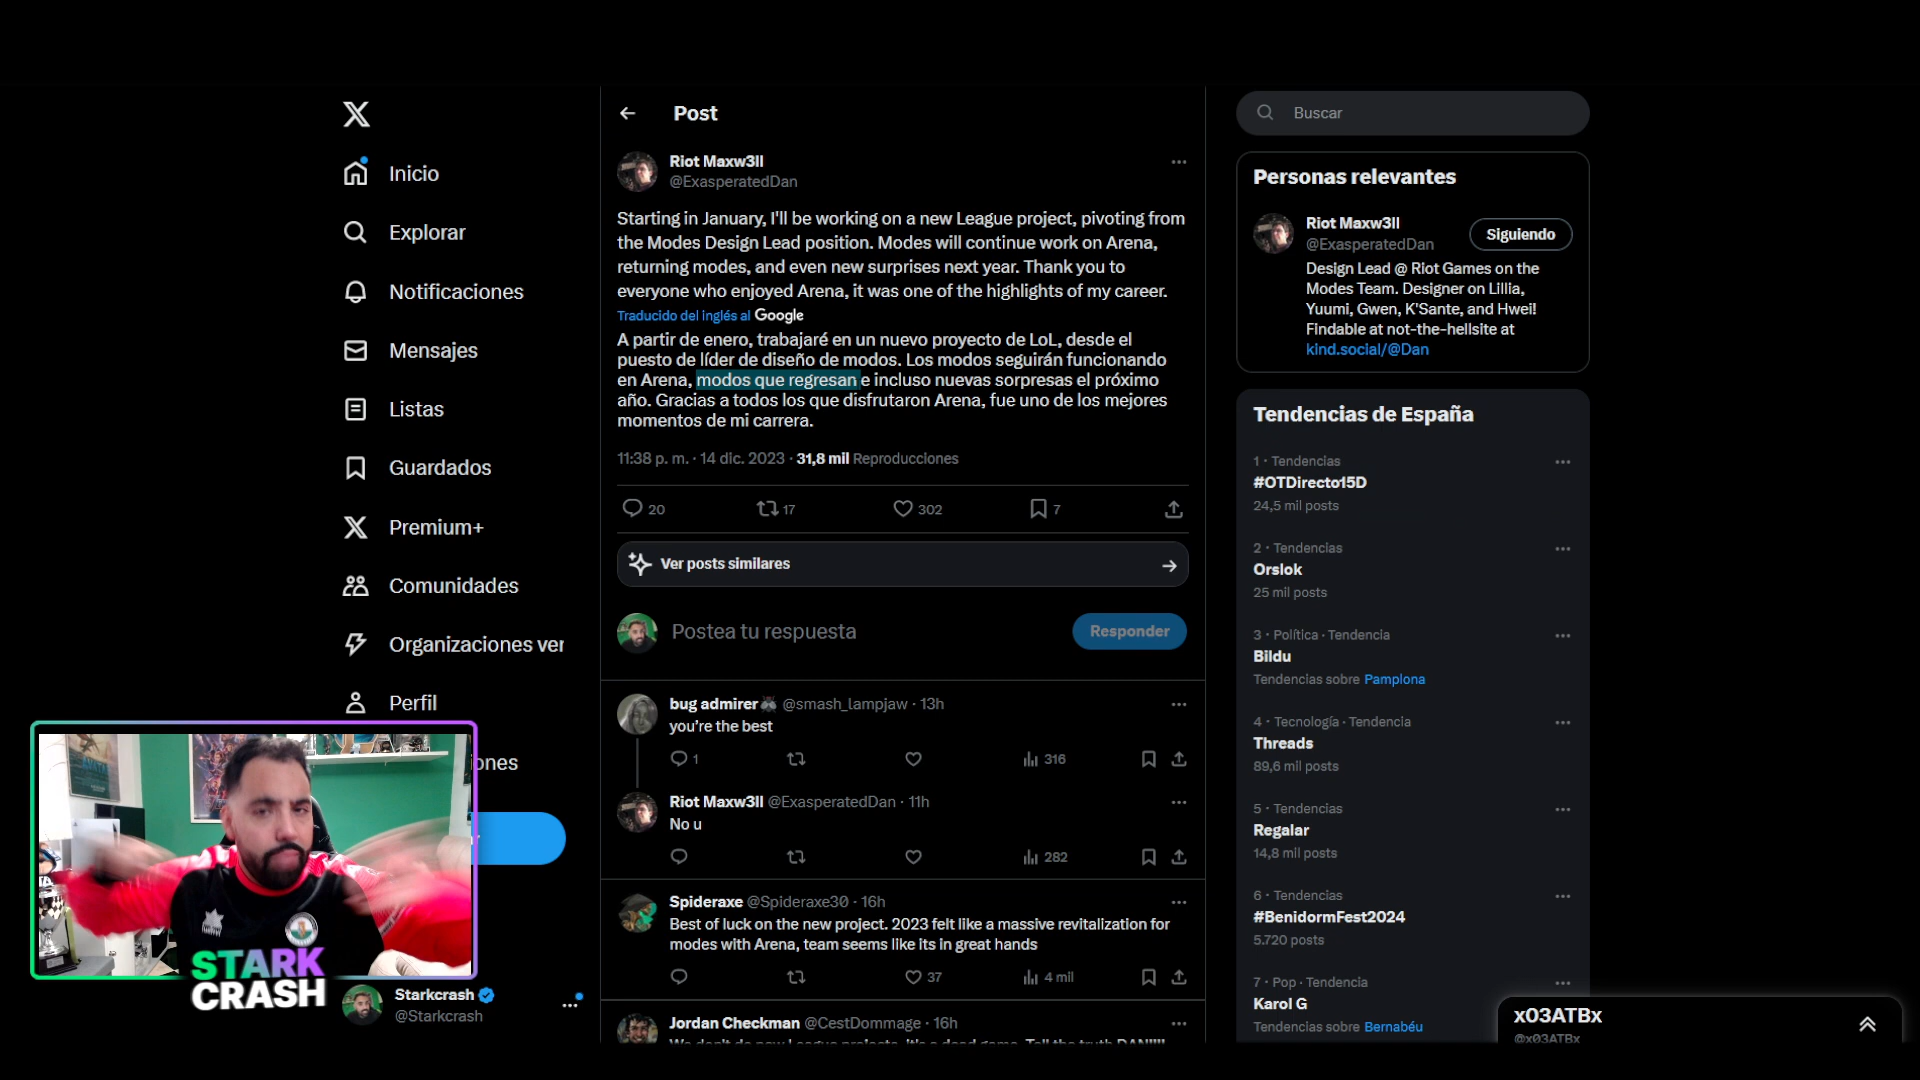 Inicio
Explorar
Notificaciones
Mensajes
Listas
Guardados
Premium+
Comunidades
Organizaciones ver
Perfil
ones
STARK
CRASH
Starkcrash
@Starkcrash
Post
Riot Maxw3ll
@ExasperatedDan
Starting in January, I'll be working on a new League project, pivoting from
the Modes Design Lead position. Modes will continue work on Arena,
returning modes, and even new surprises next year. Thank you to
everyone who enjoyed Arena, it was one of the highlights of my career.
Traducido del inglés al Google
A partir de enero, trabajaré en un nuevo proyecto de LoL, desde el
puesto de líder de diseño de modos. Los modos seguirán funcionando
en Arena, modos que regresan e incluso nuevas sorpresas el próximo
año. Gracias a todos los que disfrutaron Arena, fue uno de los mejores
momentos de mi carrera.
11:38 p. m. · 14 dic. 2023 · 31,8 mil Reproducciones
20 17 302 7
Ver posts similares
Postea tu respuesta
Responder
bug admirer @smash_lampjaw · 13h
you're the best
1 316
Riot Maxw3ll @ExasperatedDan · 11h
No u
282
Spideraxe @Spideraxe30 · 16h
Best of luck on the new project. 2023 felt like a massive revitalization for
modes with Arena, team seems like its in great hands
37 4 mil
Jordan Checkman @CestDommage · 16h
We don't do new League projects, it's a dead game. Tell the truth DAN!!!!!
Buscar
Personas relevantes
Riot Maxw3ll
@ExasperatedDan
Siguiendo
Design Lead @ Riot Games on the
Modes Team. Designer on Lillia,
Yuumi, Gwen, K'Sante, and Hwei!
Findable at not-the-hellsite at
kind.social/@Dan
Tendencias de España
1 · Tendencias
#OTDirecto15D
24,5 mil posts
2 · Tendencias
Orslok
25 mil posts
3 · Política · Tendencia
Bildu
Tendencias sobre Pamplona
4 · Tecnología · Tendencia
Threads
89,6 mil posts
5 · Tendencias
Regalar
14,8 mil posts
6 · Tendencias
#BenidormFest2024
5.720 posts
7 · Pop · Tendencia
Karol G
Tendencias sobre Bernabéu
x03ATBx
@x03ATBx